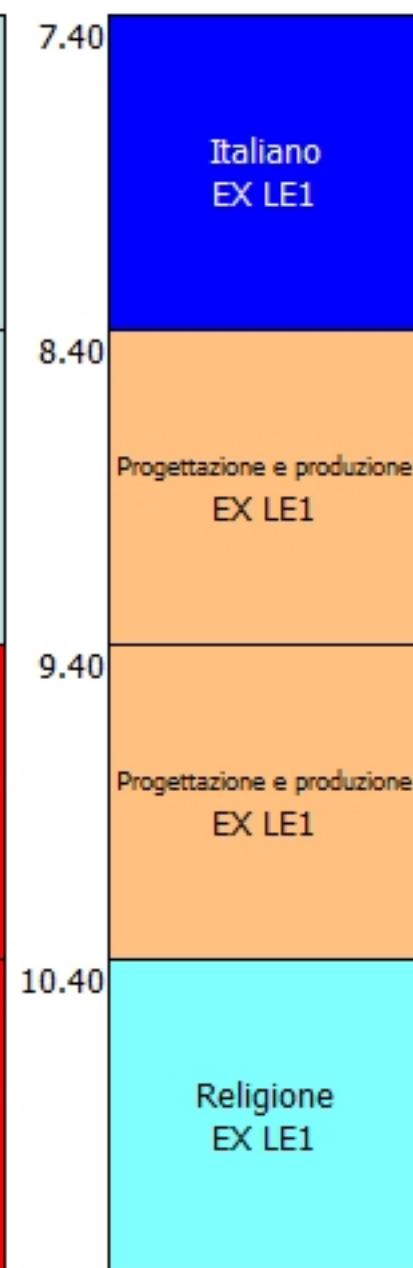 7.40
Italiano
EX LE1
8.40
Progettazione e produzione
EX LE1
9.40
Progettazione e produzione
EX LE1
10.40
Religione
EX LE1